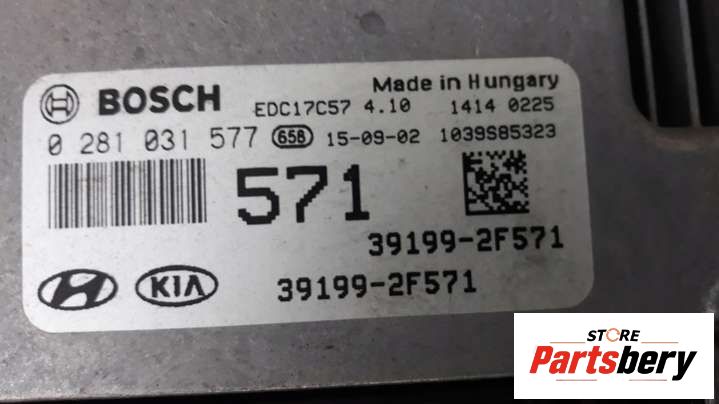 BOSCH
Made in Hungary
EDC17C57 4.10 1414 0225
0 281 031 577 658 15-09-02 1039S85323
571
39199-2F571
KIA 39199-2F571
STORE
Partsbery